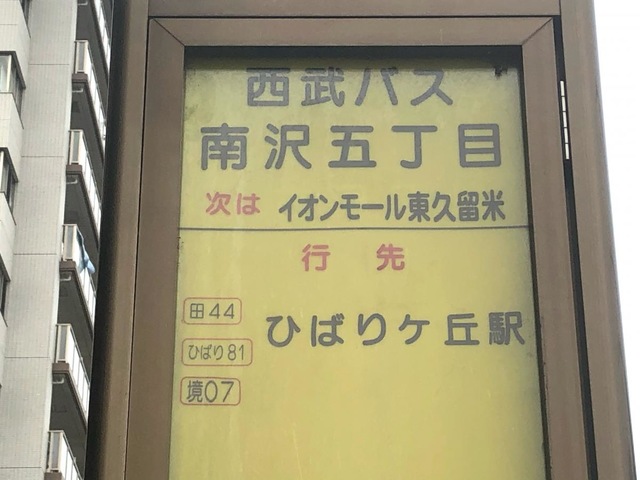 西武バス
南沢五丁目
次は イオンモール東久留米
行先
田44
ひばりヶ丘駅
ひばり81
境07